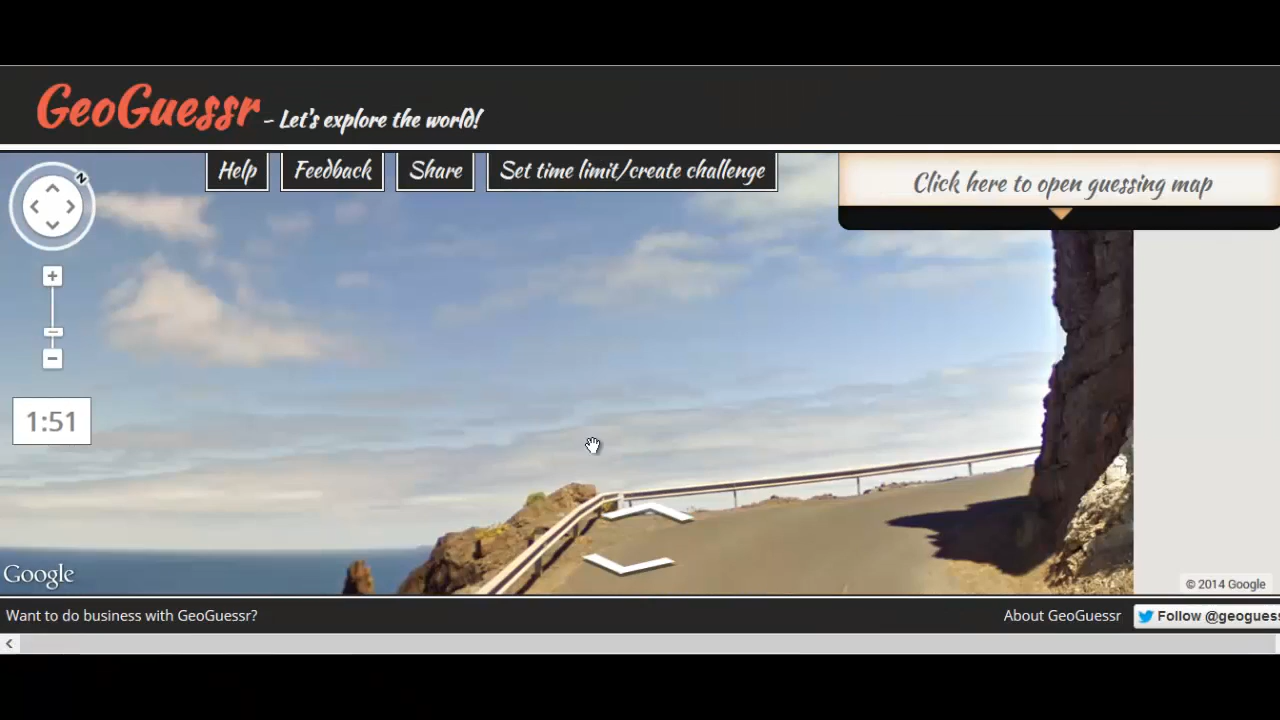 GeoGuessr - Let's explore the world!
Help Feedback Share Set time limit/create challenge
Click here to open guessing map
N
1:51
Google
© 2014 Google
Want to do business with GeoGuessr? About GeoGuessr Follow @geogues